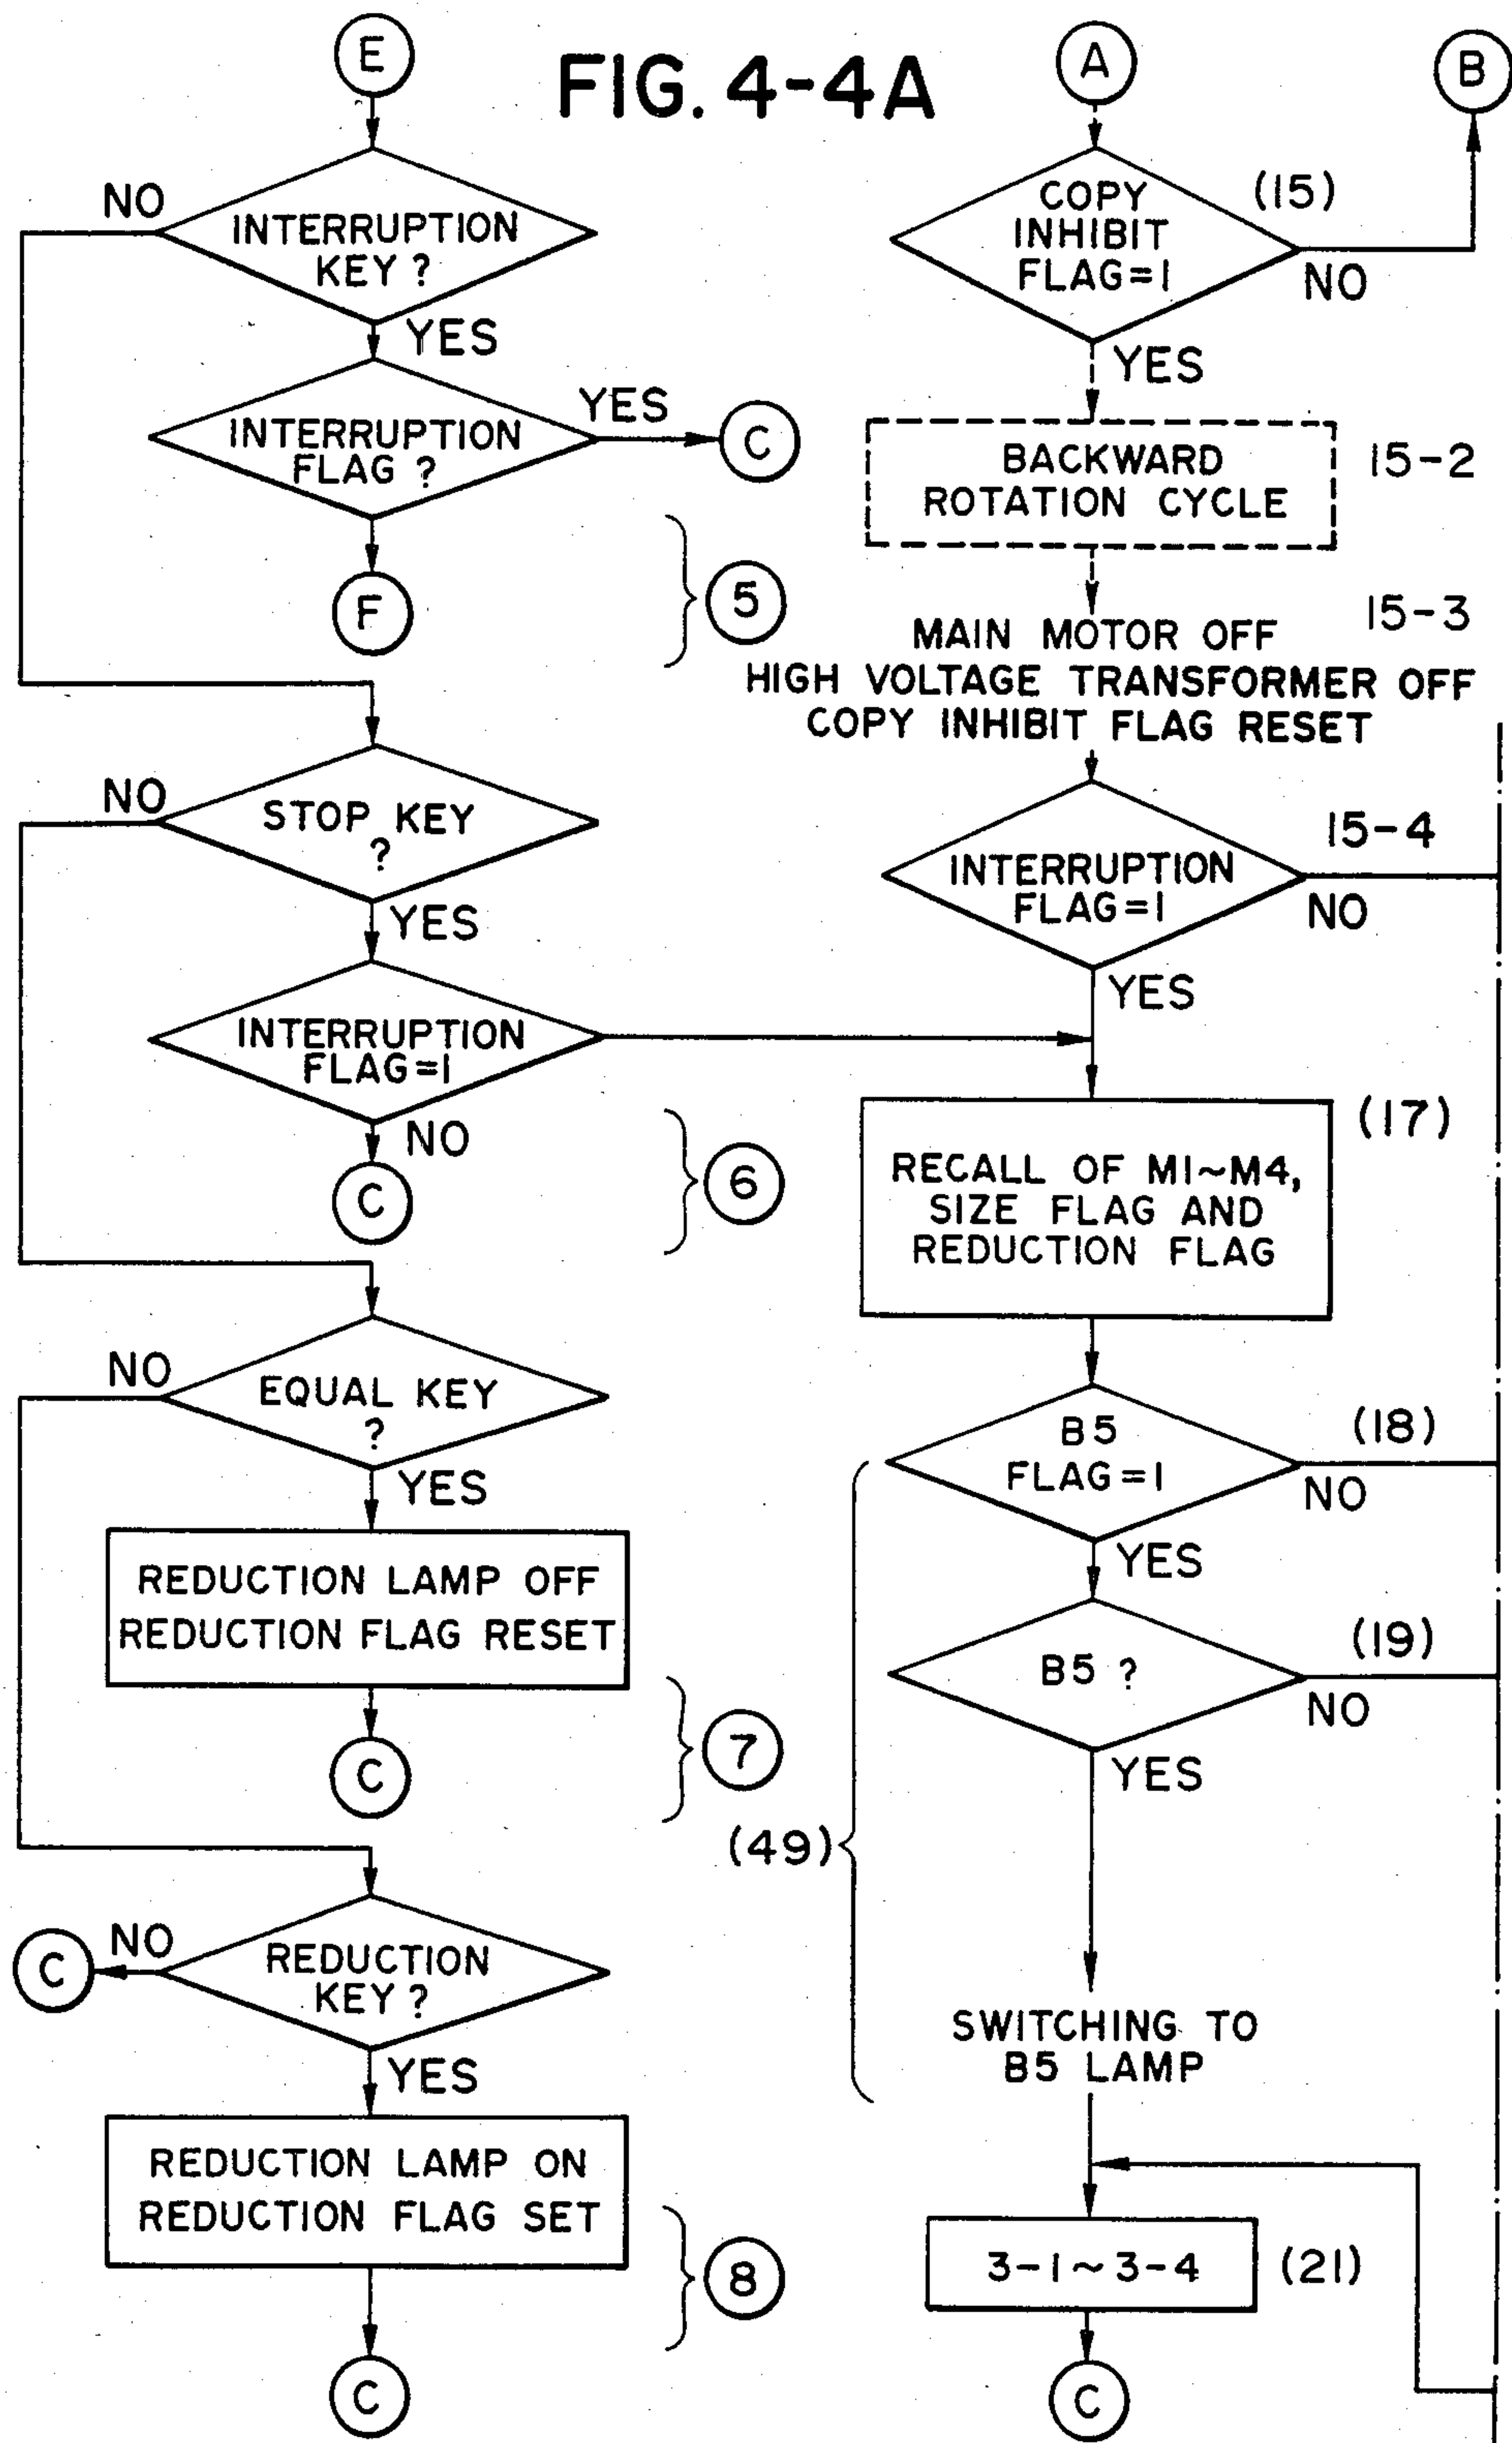 FIG. 4-4A
E
NO
INTERRUPTION
KEY ?
YES
INTERRUPTION
FLAG ?
YES
C
F
5
NO
STOP KEY
?
YES
INTERRUPTION
FLAG=1
NO
C
6
NO
EQUAL KEY
?
YES
REDUCTION LAMP OFF
REDUCTION FLAG RESET
C
7
C
NO
REDUCTION
KEY ?
YES
REDUCTION LAMP ON
REDUCTION FLAG SET
8
C
A
B
COPY
INHIBIT
FLAG=1
(15)
NO
YES
BACKWARD
ROTATION CYCLE
15-2
15-3
MAIN MOTOR OFF
HIGH VOLTAGE TRANSFORMER OFF
COPY INHIBIT FLAG RESET
15-4
INTERRUPTION
FLAG=1
NO
YES
(17)
RECALL OF M1~M4,
SIZE FLAG AND
REDUCTION FLAG
B5
FLAG=1
(18)
NO
YES
(19)
B5 ?
NO
YES
(49)
SWITCHING TO
B5 LAMP
3-1~3-4
(21)
C